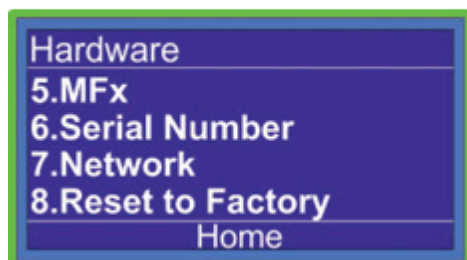 Hardware
5.MFx
6.Serial Number
7.Network
8.Reset to Factory
Home